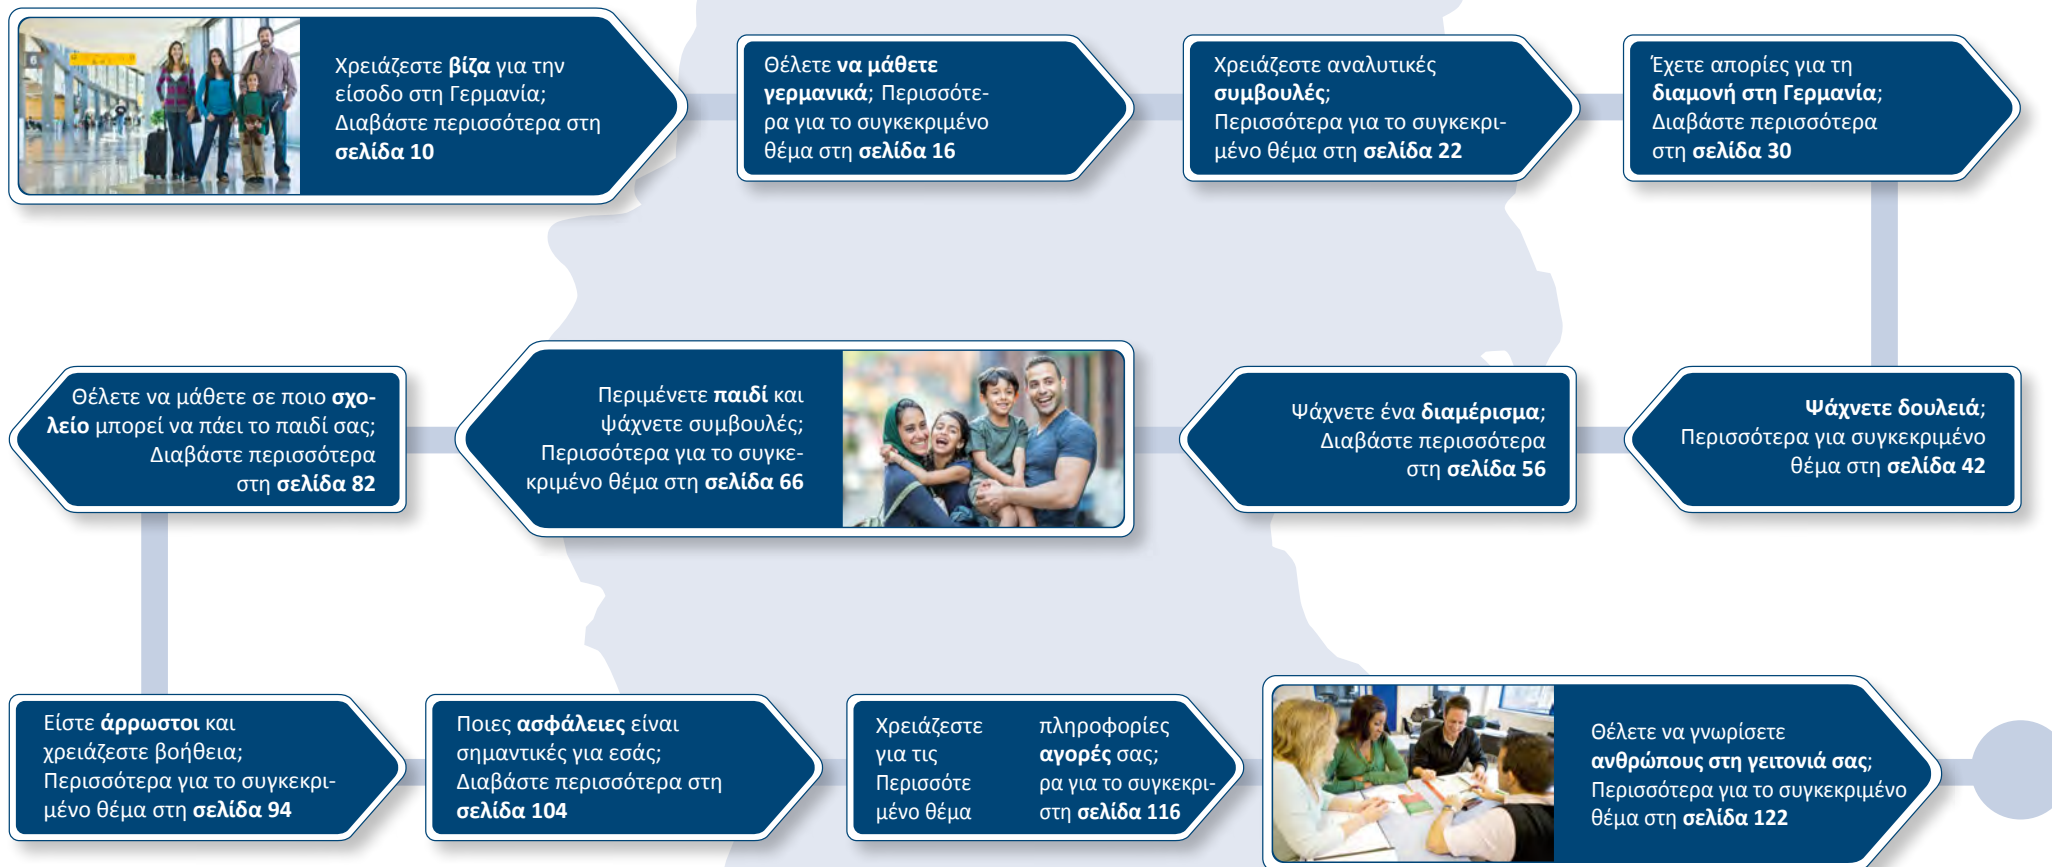 6
Χρειάζεστε βίζα για την
είσοδο στη Γερμανία;
Διαβάστε περισσότερα στη
σελίδα 10
Θέλετε να μάθετε
γερμανικά; Περισσότε-
ρα για το συγκεκριμένο
θέμα στη σελίδα 16
Χρειάζεστε αναλυτικές
συμβουλές;
Περισσότερα για το συγκεκρι-
μένο θέμα στη σελίδα 22
Έχετε απορίες για τη
διαμονή στη Γερμανία;
Διαβάστε περισσότερα
στη σελίδα 30
Ψάχνετε δουλειά;
Περισσότερα για συγκεκριμένο
θέμα στη σελίδα 42
Ψάχνετε ένα διαμέρισμα;
Διαβάστε περισσότερα
στη σελίδα 56
Περιμένετε παιδί και
ψάχνετε συμβουλές;
Περισσότερα για το συγκε-
κριμένο θέμα στη σελίδα 66
Θέλετε να μάθετε σε ποιο σχο-
λείο μπορεί να πάει το παιδί σας;
Διαβάστε περισσότερα
στη σελίδα 82
Είστε άρρωστοι και
χρειάζεστε βοήθεια;
Περισσότερα για το συγκεκρι-
μένο θέμα στη σελίδα 94
Ποιες ασφάλειες είναι
σημαντικές για εσάς;
Διαβάστε περισσότερα στη
σελίδα 104
Χρειάζεστε πληροφορίες
για τις αγορές σας;
Περισσότε ρα για το συγκεκρι-
μένο θέμα στη σελίδα 116
Θέλετε να γνωρίσετε
ανθρώπους στη γειτονιά σας;
Περισσότερα για το συγκεκριμένο
θέμα στη σελίδα 122